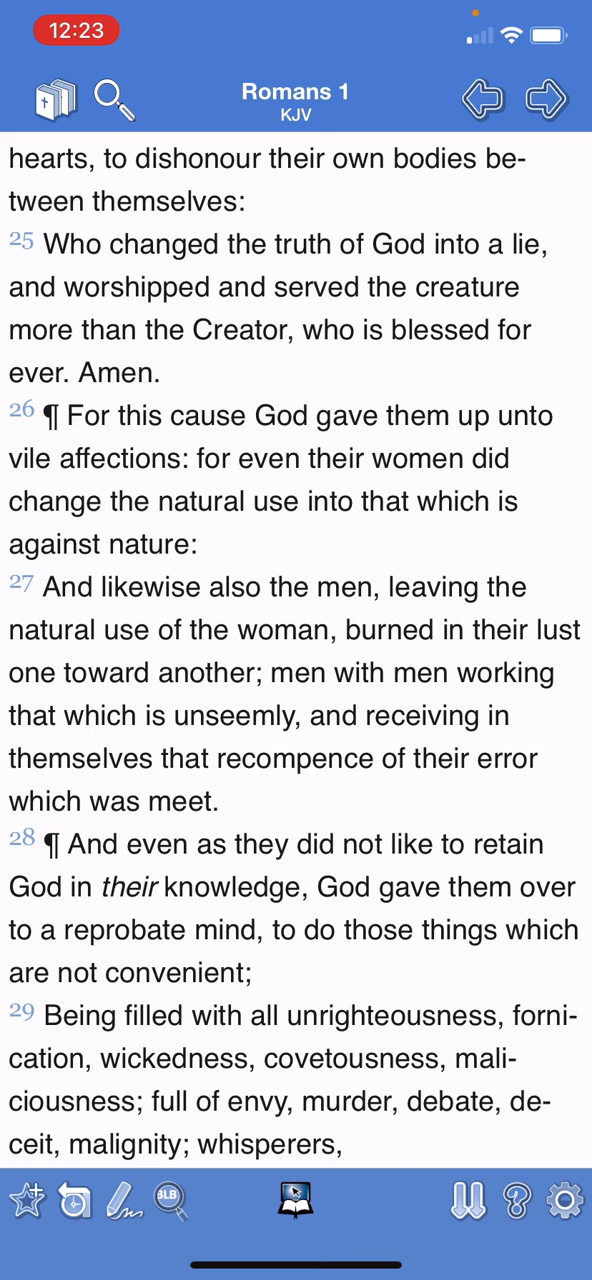 12:23
Romans 1
KJV
hearts, to dishonour their own bodies be-
tween themselves:
25 Who changed the truth of God into a lie,
and worshipped and served the creature
more than the Creator, who is blessed for
ever. Amen.
26 ¶ For this cause God gave them up unto
vile affections: for even their women did
change the natural use into that which is
against nature:
27 And likewise also the men, leaving the
natural use of the woman, burned in their lust
one toward another; men with men working
that which is unseemly, and receiving in
themselves that recompence of their error
which was meet.
28 ¶ And even as they did not like to retain
God in their knowledge, God gave them over
to a reprobate mind, to do those things which
are not convenient;
29 Being filled with all unrighteousness, forni-
cation, wickedness, covetousness, mali-
ciousness; full of envy, murder, debate, de-
ceit, malignity; whisperers,
BLB